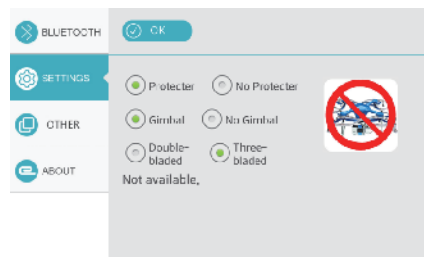 BLUETOOTH
OK
SETTINGS
Protecter No Protecter
Gimbal No Gimbal
OTHER
Double-
bladed
Three-
bladed
ABOUT
Not available,